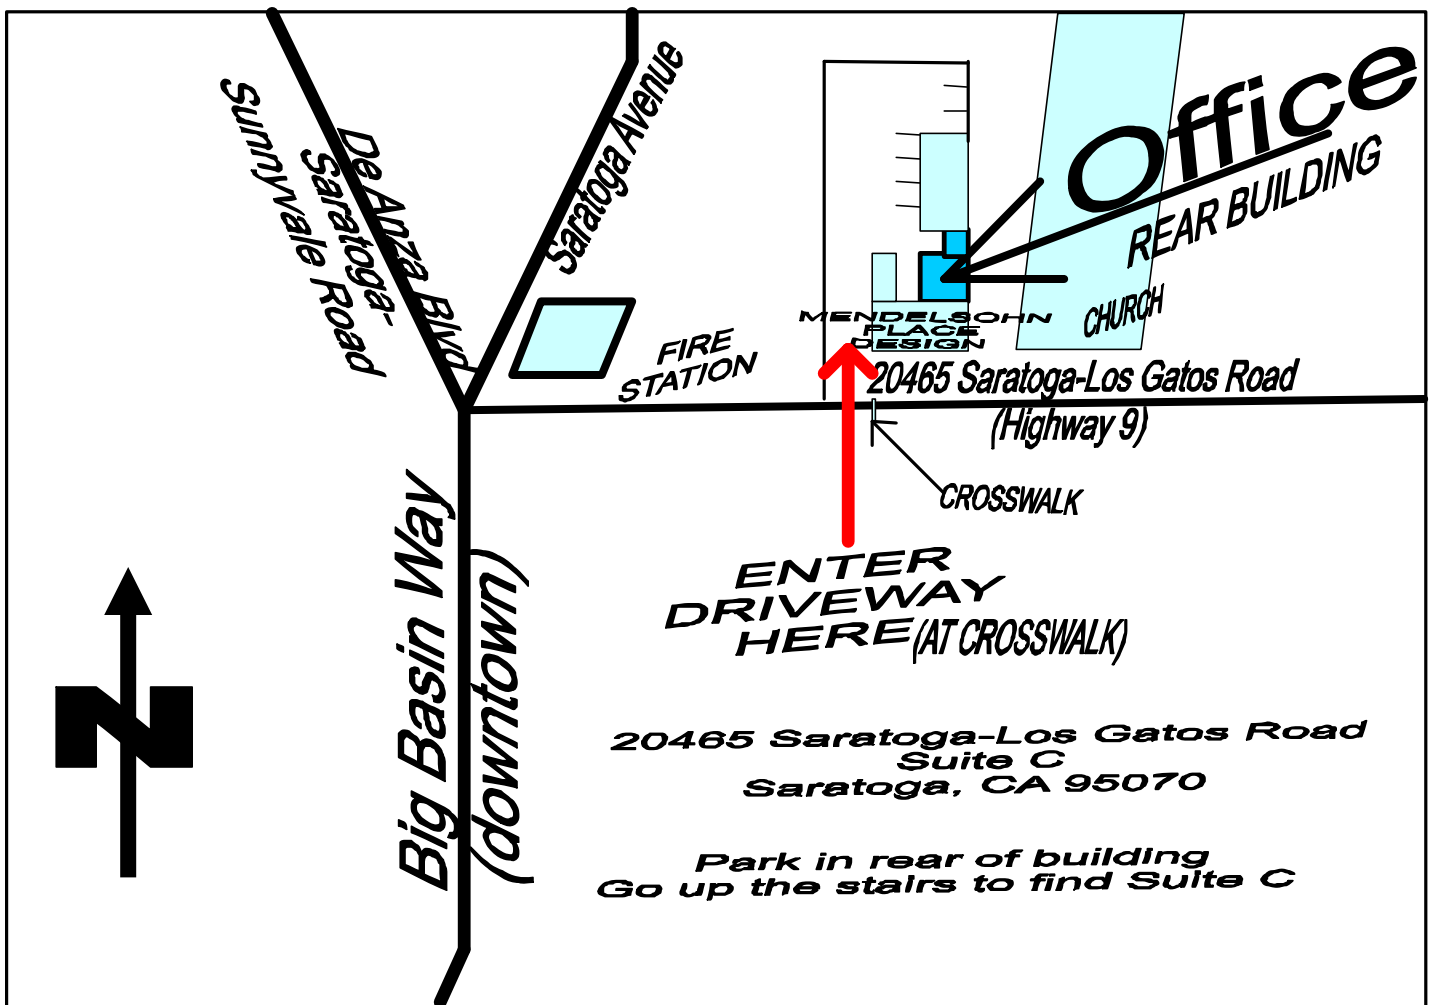 Sunnyvale Road
Saratoga-
De Anza Blvd
Saratoga Avenue
Office
REAR BUILDING
CHURCH
FIRE
STATION
MENDELSOHN
PLACE
DESIGN
20465 Saratoga-Los Gatos Road
(Highway 9)
CROSSWALK
ENTER
DRIVEWAY
HERE (AT CROSSWALK)
Big Basin Way
(downtown)
N
20465 Saratoga-Los Gatos Road
Suite C
Saratoga, CA 95070
Park in rear of building
Go up the stairs to find Suite C